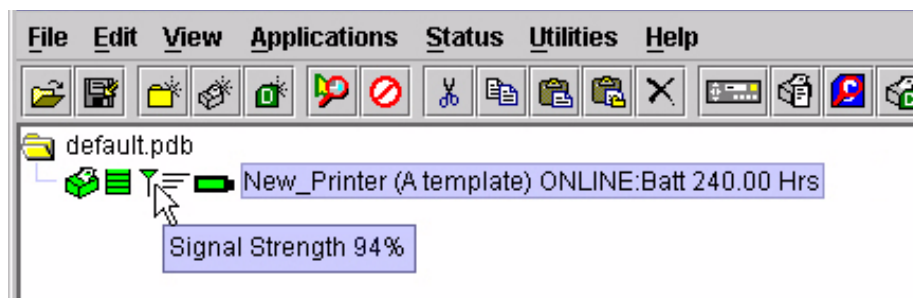 File Edit View Applications Status Utilities Help
default.pdb
New_Printer (A template) ONLINE:Batt 240.00 Hrs
Signal Strength 94%